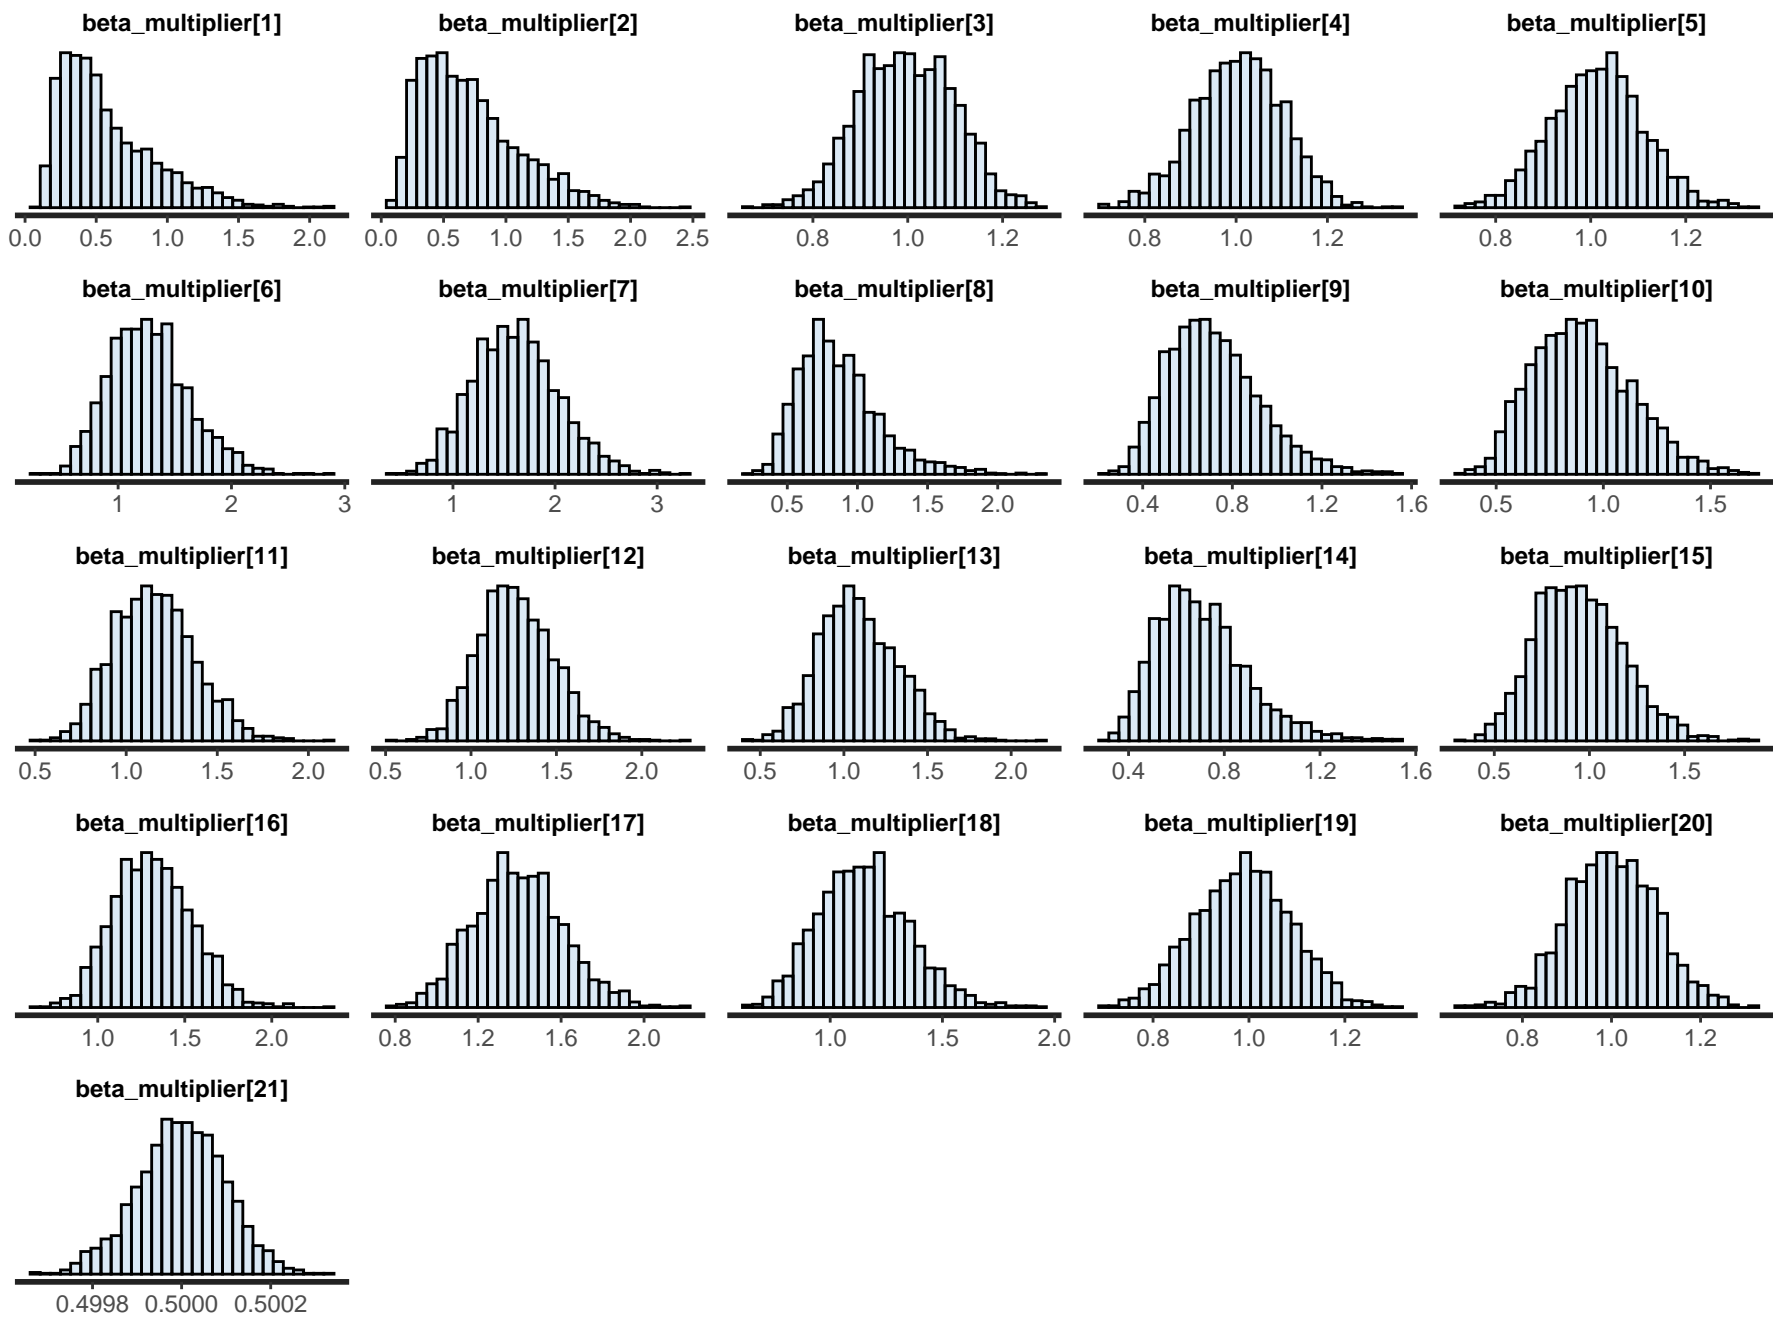 beta_multiplier[1] beta_multiplier[2] beta_multiplier[3] beta_multiplier[4] beta_multiplier[5]
0.0 0.5 1.0 1.5 2.0 0.0 0.5 1.0 1.5 2.0 2.5 0.8 1.0 1.2 0.8 1.0 1.2 0.8 1.0 1.2
beta_multiplier[6] beta_multiplier[7] beta_multiplier[8] beta_multiplier[9] beta_multiplier[10]
1 2 3 1 2 3 0.5 1.0 1.5 2.0 0.4 0.8 1.2 1.6 0.5 1.0 1.5
beta_multiplier[11] beta_multiplier[12] beta_multiplier[13] beta_multiplier[14] beta_multiplier[15]
0.5 1.0 1.5 2.0 0.5 1.0 1.5 2.0 0.5 1.0 1.5 2.0 0.4 0.8 1.2 1.6 0.5 1.0 1.5
beta_multiplier[16] beta_multiplier[17] beta_multiplier[18] beta_multiplier[19] beta_multiplier[20]
1.0 1.5 2.0 0.8 1.2 1.6 2.0 1.0 1.5 2.0 0.8 1.0 1.2 0.8 1.0 1.2
beta_multiplier[21]
0.4998 0.5000 0.5002